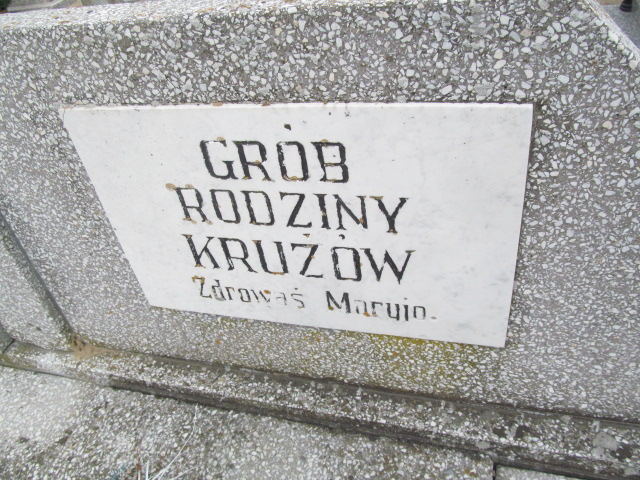 GRÓB
RODZINY
KRUŻÓW
Zdrowaś Maryjo.